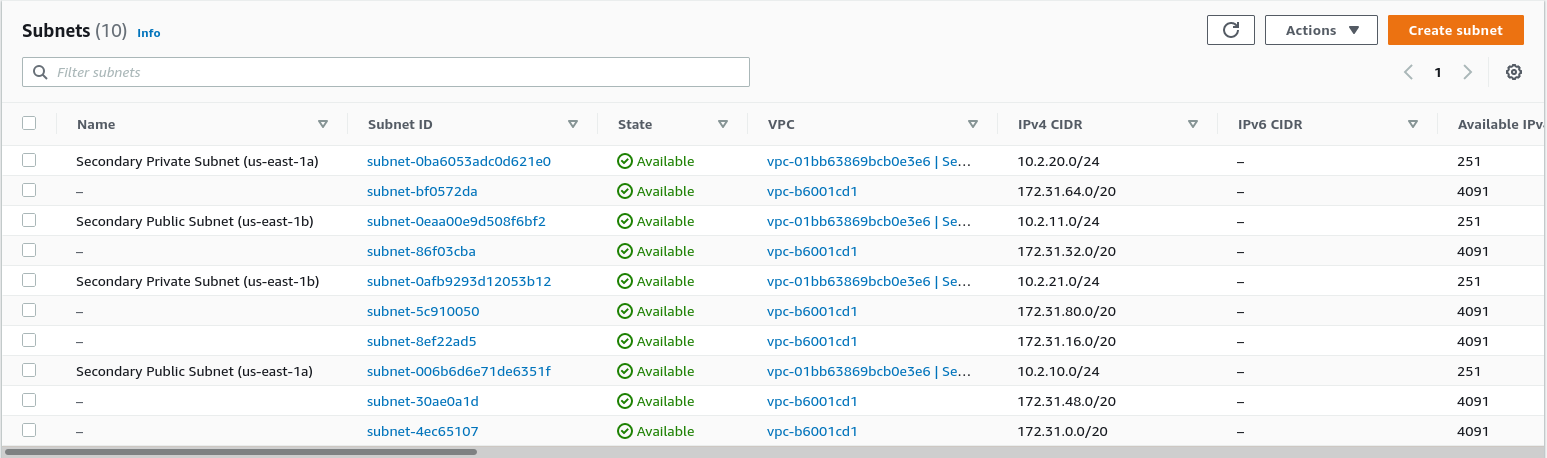 Subnets (10) Info
Actions Create subnet
Filter subnets
1
Name Subnet ID State VPC IPv4 CIDR IPv6 CIDR Available IPv
Secondary Private Subnet (us-east-1a) subnet-0ba6053adc0d621e0 Available vpc-01bb63869bcb0e3e6 | Se... 10.2.20.0/24 – 251
– subnet-bf0572da Available vpc-b6001cd1 172.31.64.0/20 – 4091
Secondary Public Subnet (us-east-1b) subnet-0eaa00e9d508f6bf2 Available vpc-01bb63869bcb0e3e6 | Se... 10.2.11.0/24 – 251
– subnet-86f03cba Available vpc-b6001cd1 172.31.32.0/20 – 4091
Secondary Private Subnet (us-east-1b) subnet-0afb9293d12053b12 Available vpc-01bb63869bcb0e3e6 | Se... 10.2.21.0/24 – 251
– subnet-5c910050 Available vpc-b6001cd1 172.31.80.0/20 – 4091
– subnet-8ef22ad5 Available vpc-b6001cd1 172.31.16.0/20 – 4091
Secondary Public Subnet (us-east-1a) subnet-006b6d6e71de6351f Available vpc-01bb63869bcb0e3e6 | Se... 10.2.10.0/24 – 251
– subnet-30ae0a1d Available vpc-b6001cd1 172.31.48.0/20 – 4091
– subnet-4ec65107 Available vpc-b6001cd1 172.31.0.0/20 – 4091